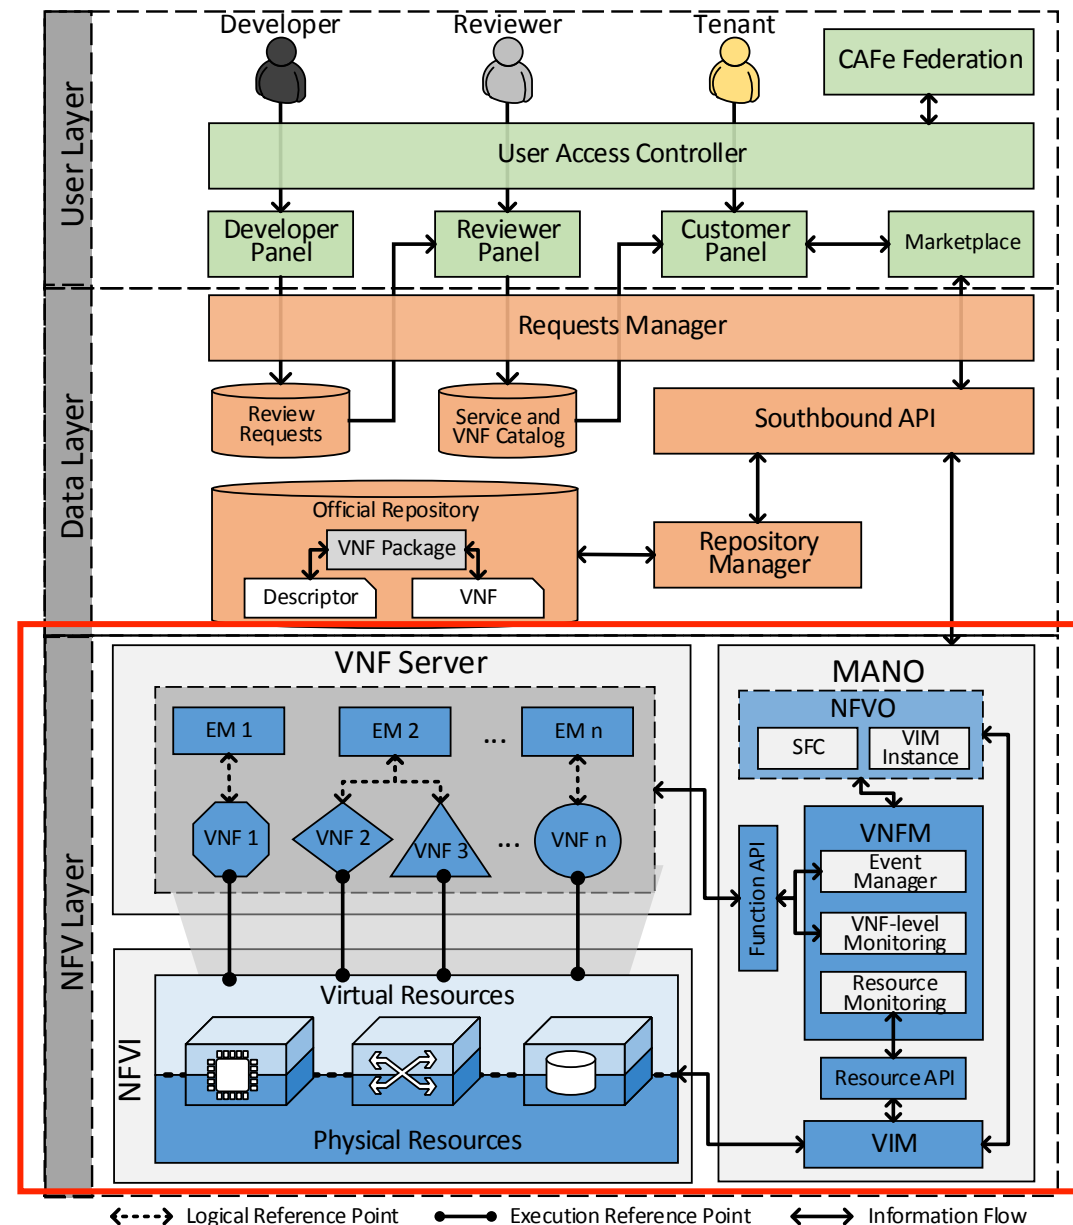 Developer
Reviewer
Tenant
CAFe Federation
User Access Controller
Developer
Panel
Reviewer
Panel
Customer
Panel
Marketplace
User Layer
Requests Manager
Review
Requests
Service and
VNF Catalog
Southbound API
Official Repository
VNF Package
Descriptor
VNF
Repository
Manager
Data Layer
VNF Server
EM 1
EM 2
...
EM n
VNF 1
VNF 2
VNF 3
...
VNF n
MANO
NFVO
SFC
VIM
Instance
VNFM
Event
Manager
VNF-level
Monitoring
Resource
Monitoring
Function API
Resource API
VIM
NFVI
Virtual Resources
Physical Resources
NFV Layer
Logical Reference Point
Execution Reference Point
Information Flow